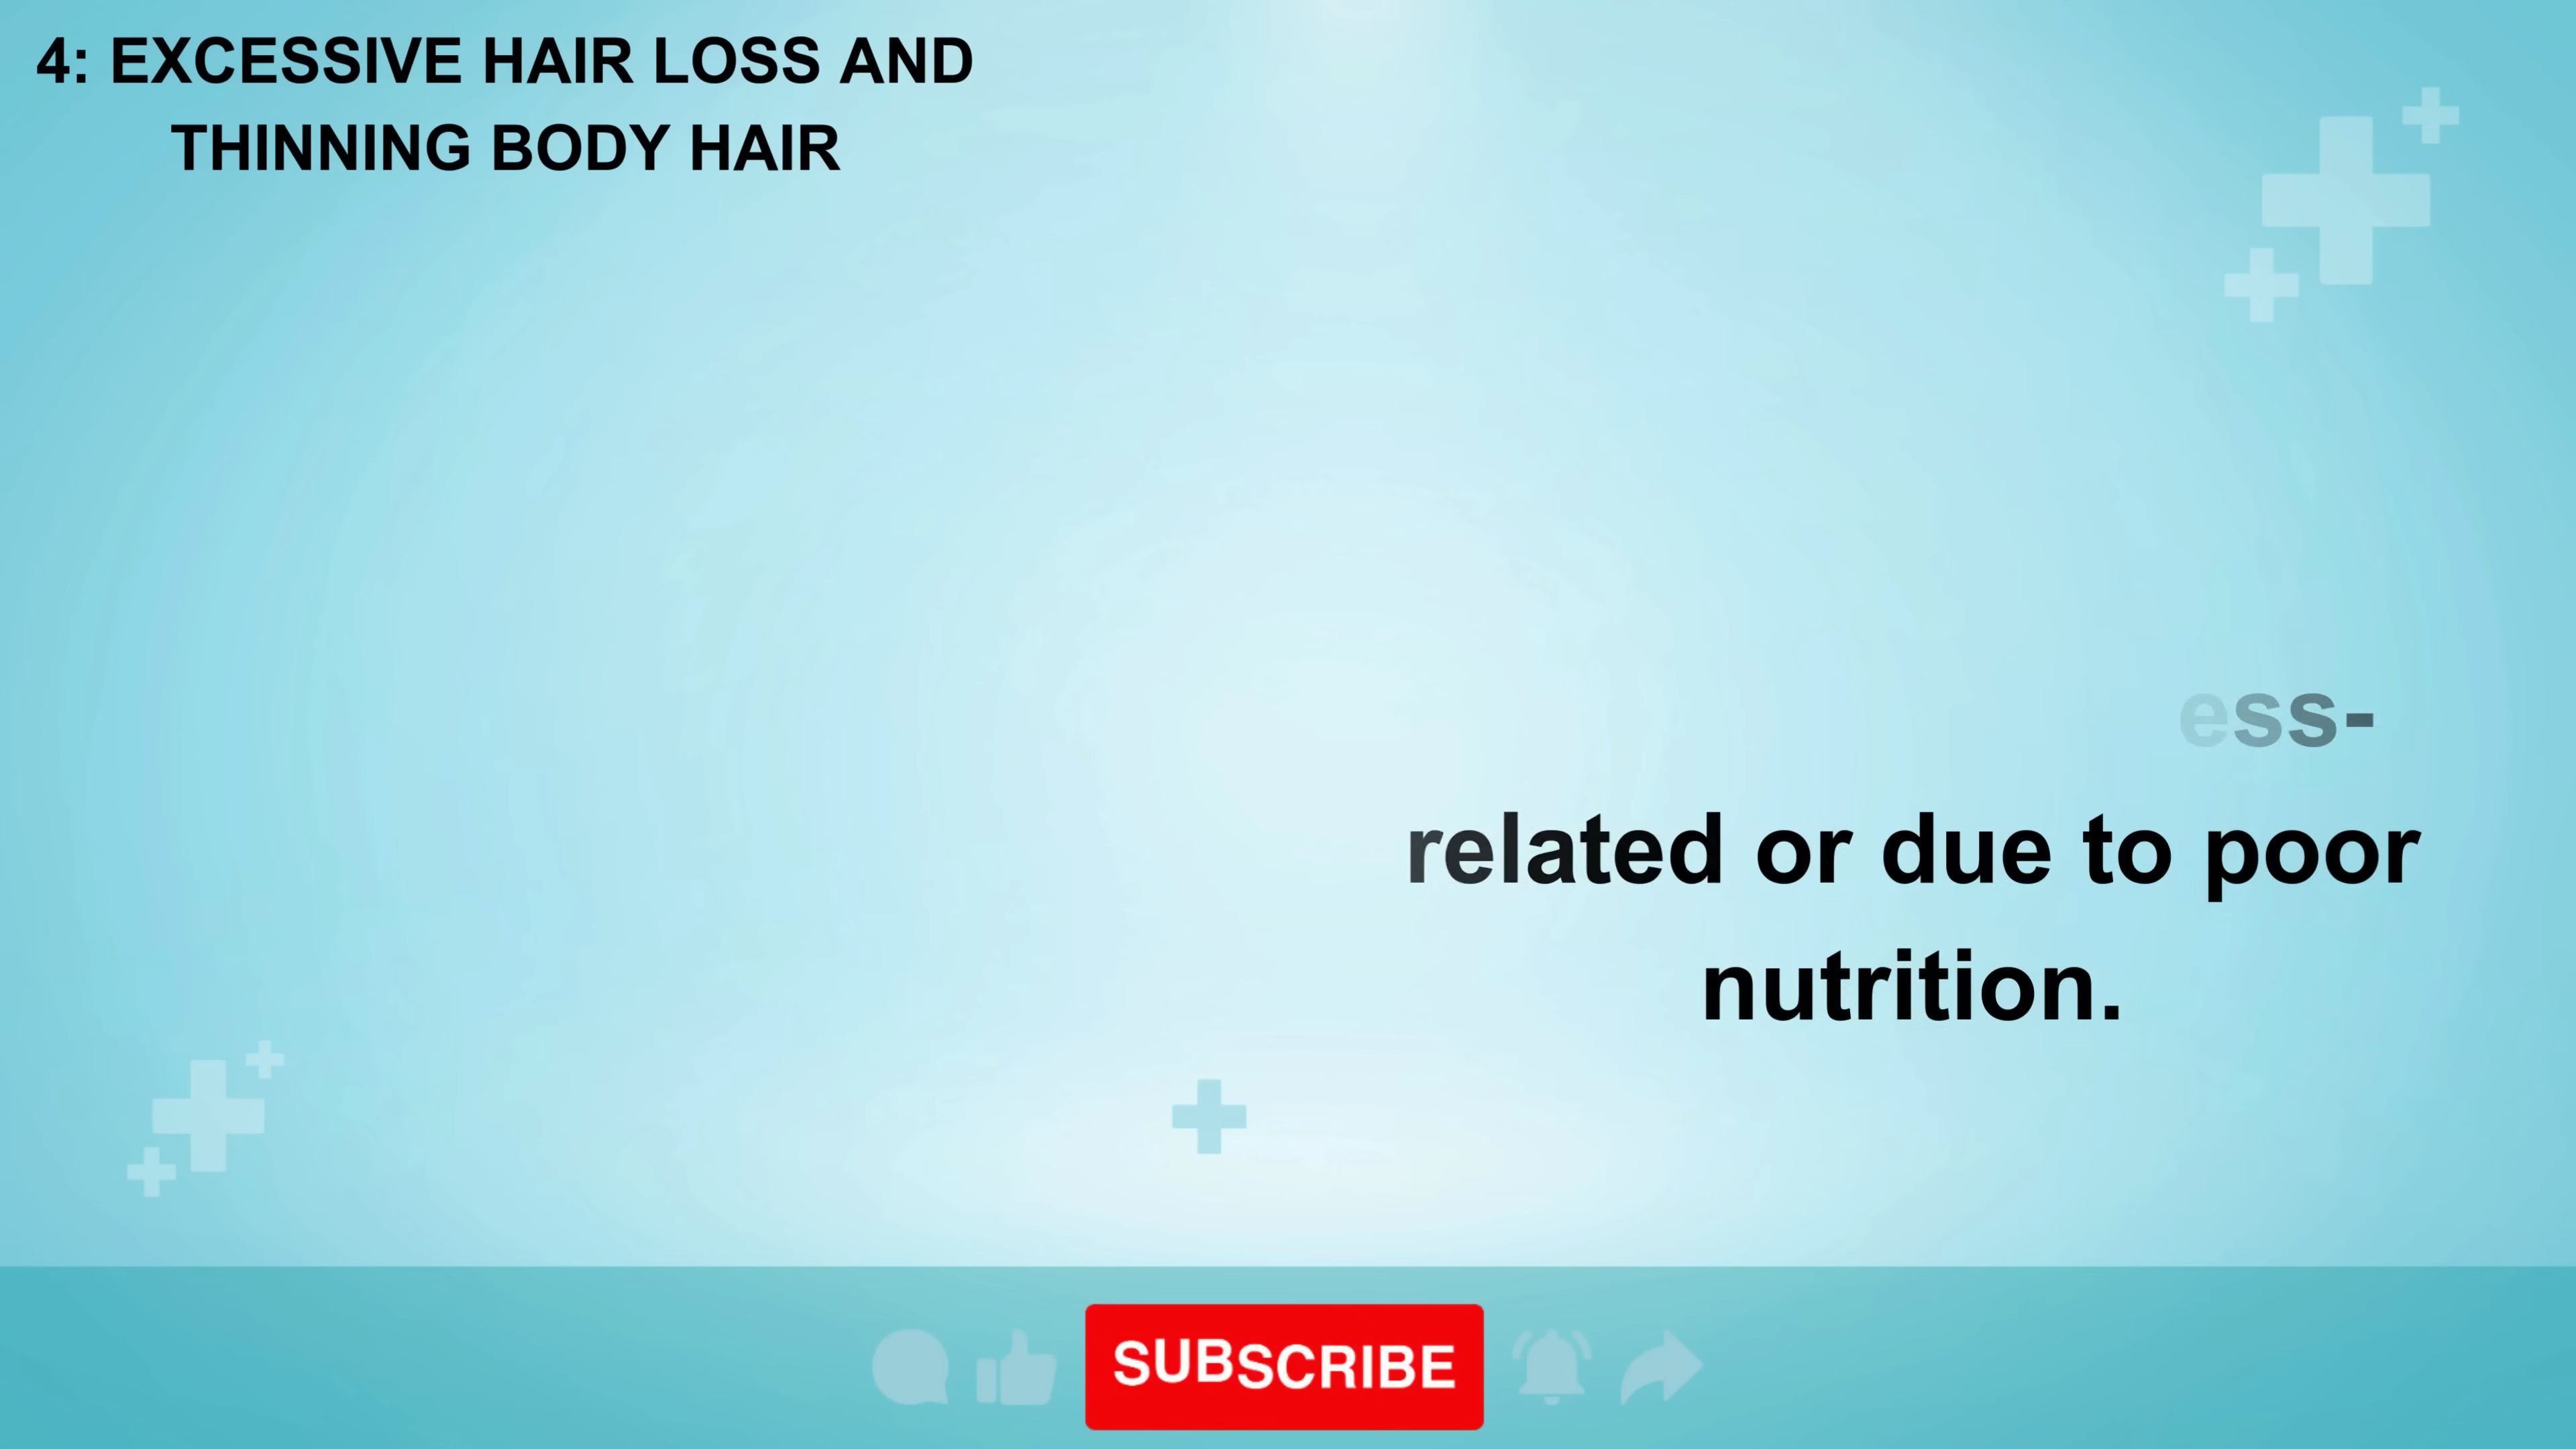 4: EXCESSIVE HAIR LOSS AND
THINNING BODY HAIR
ess-
related or due to poor
nutrition.
SUBSCRIBE